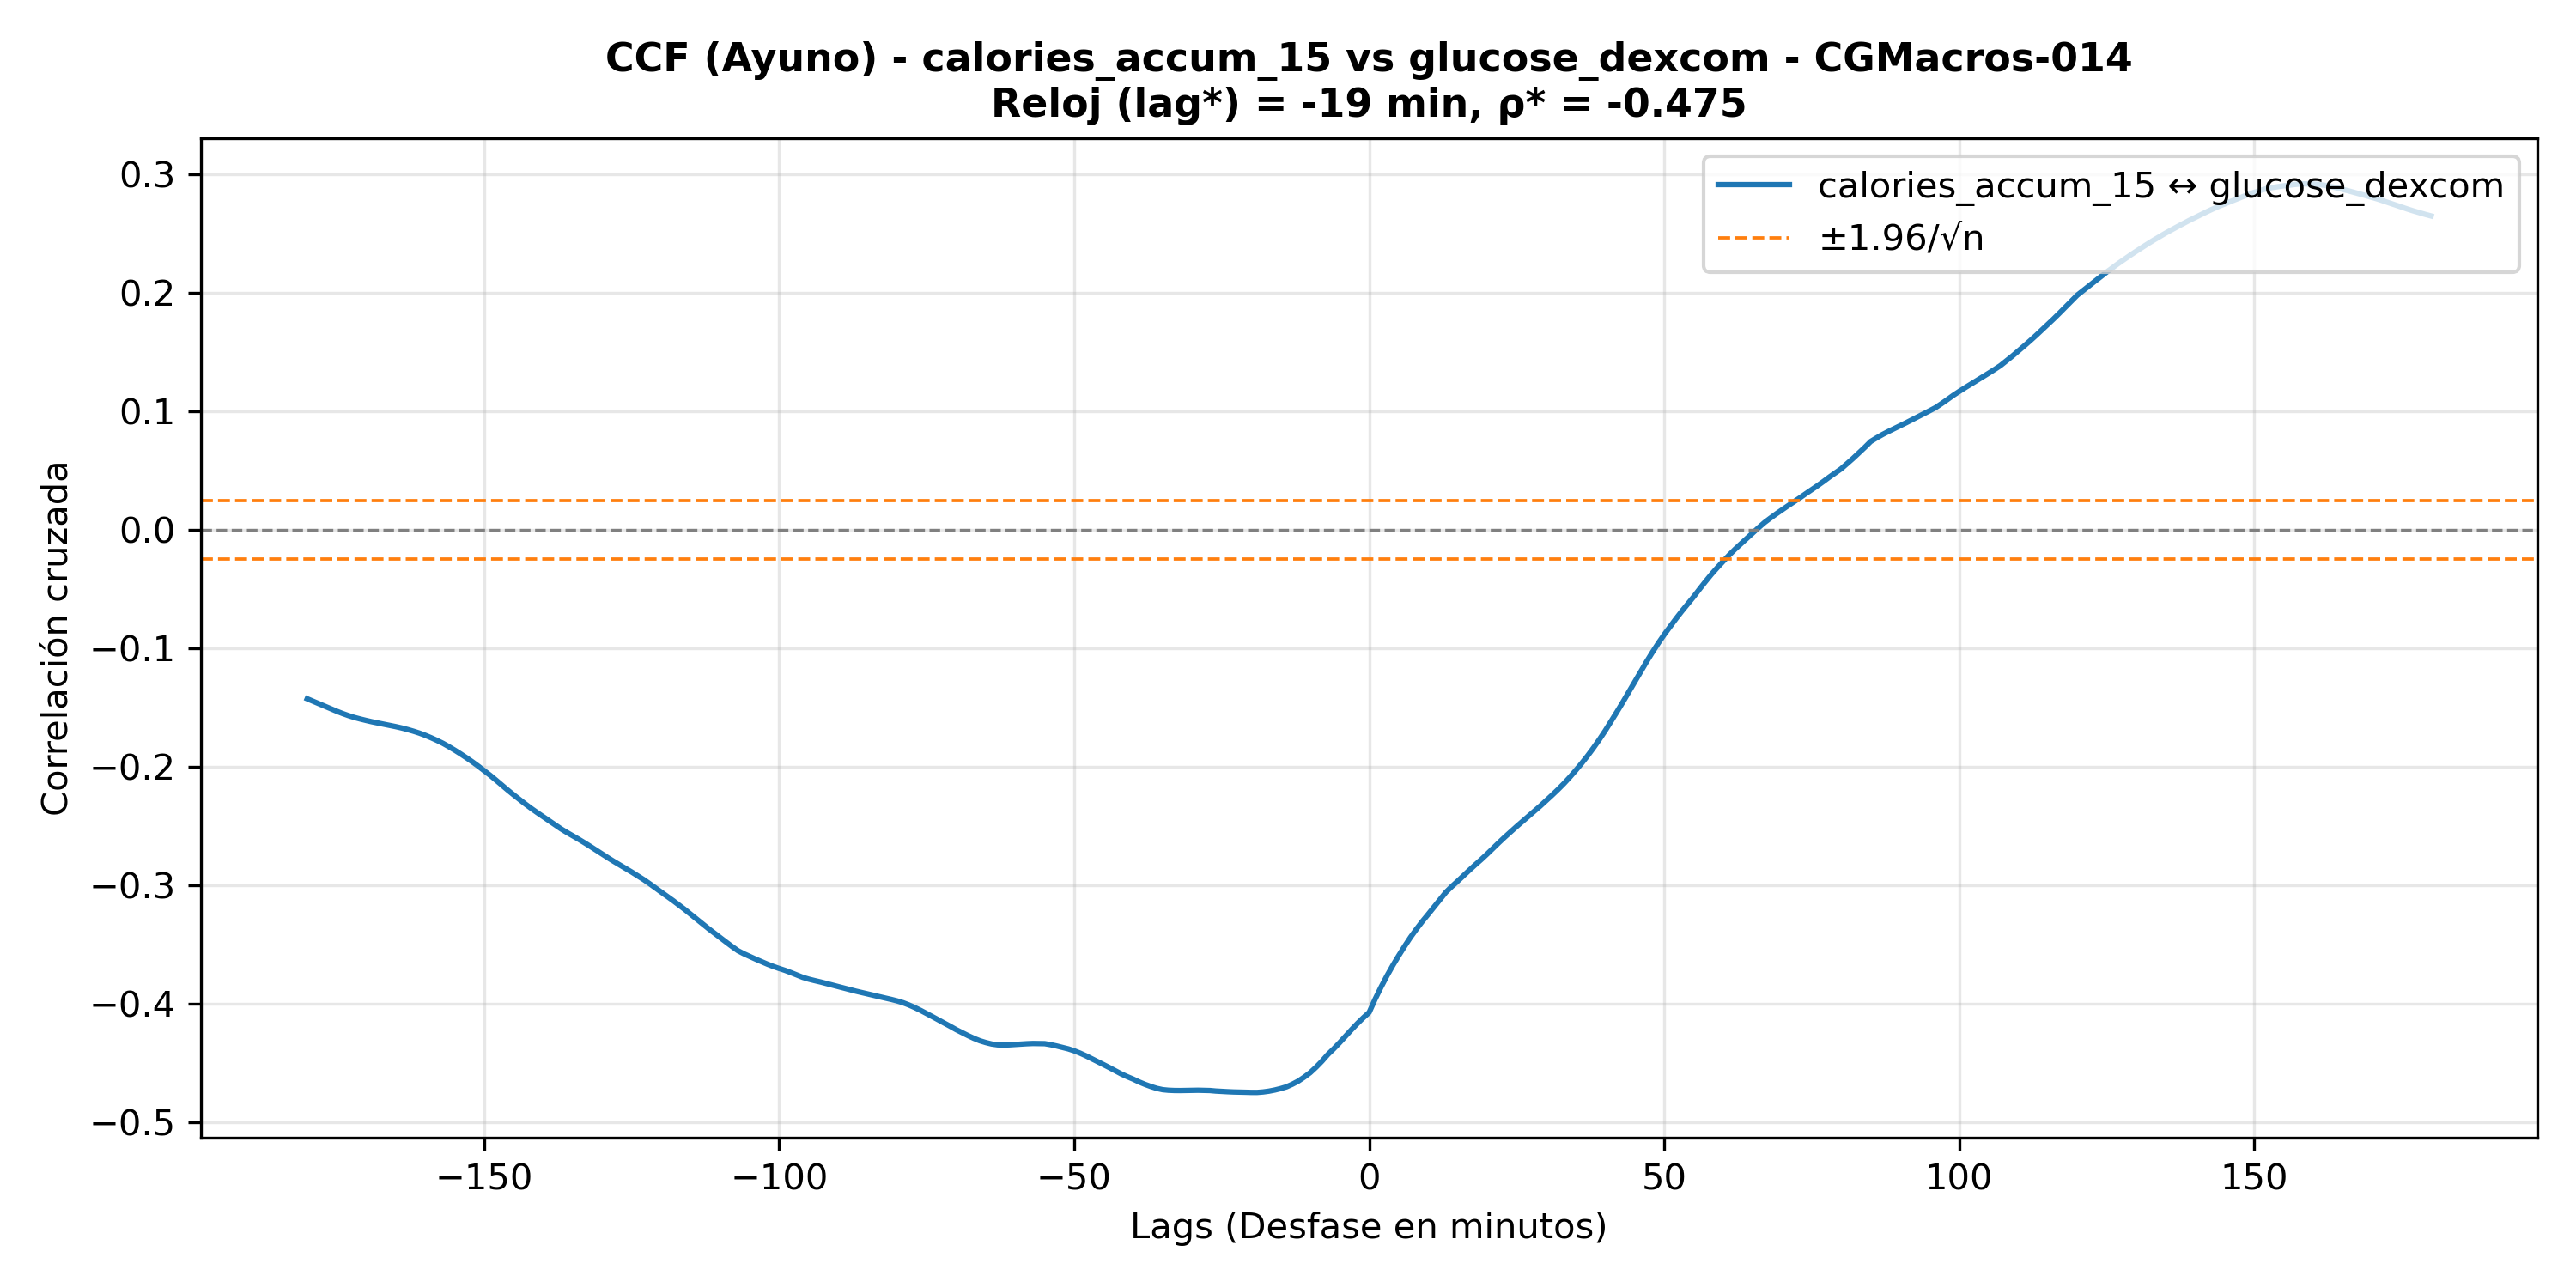 CCF (Ayuno) - calories_accum_15 vs glucose_dexcom - CGMacros-014
Reloj (lag*) = -19 min, ρ* = -0.475
calories_accum_15 ↔ glucose_dexcom
±1.96/√n
Correlación cruzada
0.3
0.2
0.1
0.0
−0.1
−0.2
−0.3
−0.4
−0.5
−150
−100
−50
0
50
100
150
Lags (Desfase en minutos)